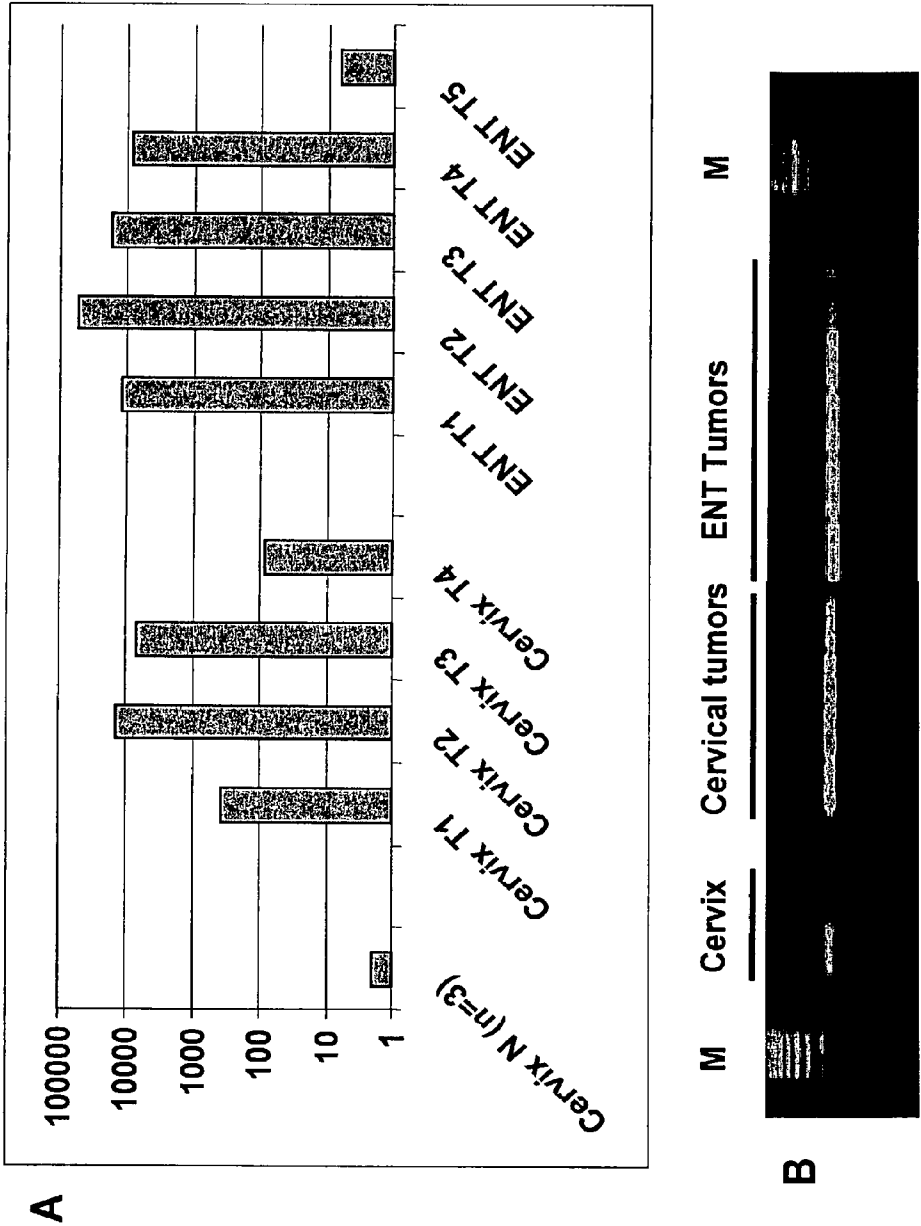 A
100000
10000
1000
100
10
1
Cervix N (n=3)
Cervix T1
Cervix T2
Cervix T3
Cervix T4
ENT T1
ENT T2
ENT T3
ENT T4
ENT T5
B
M Cervix Cervical tumors ENT Tumors M